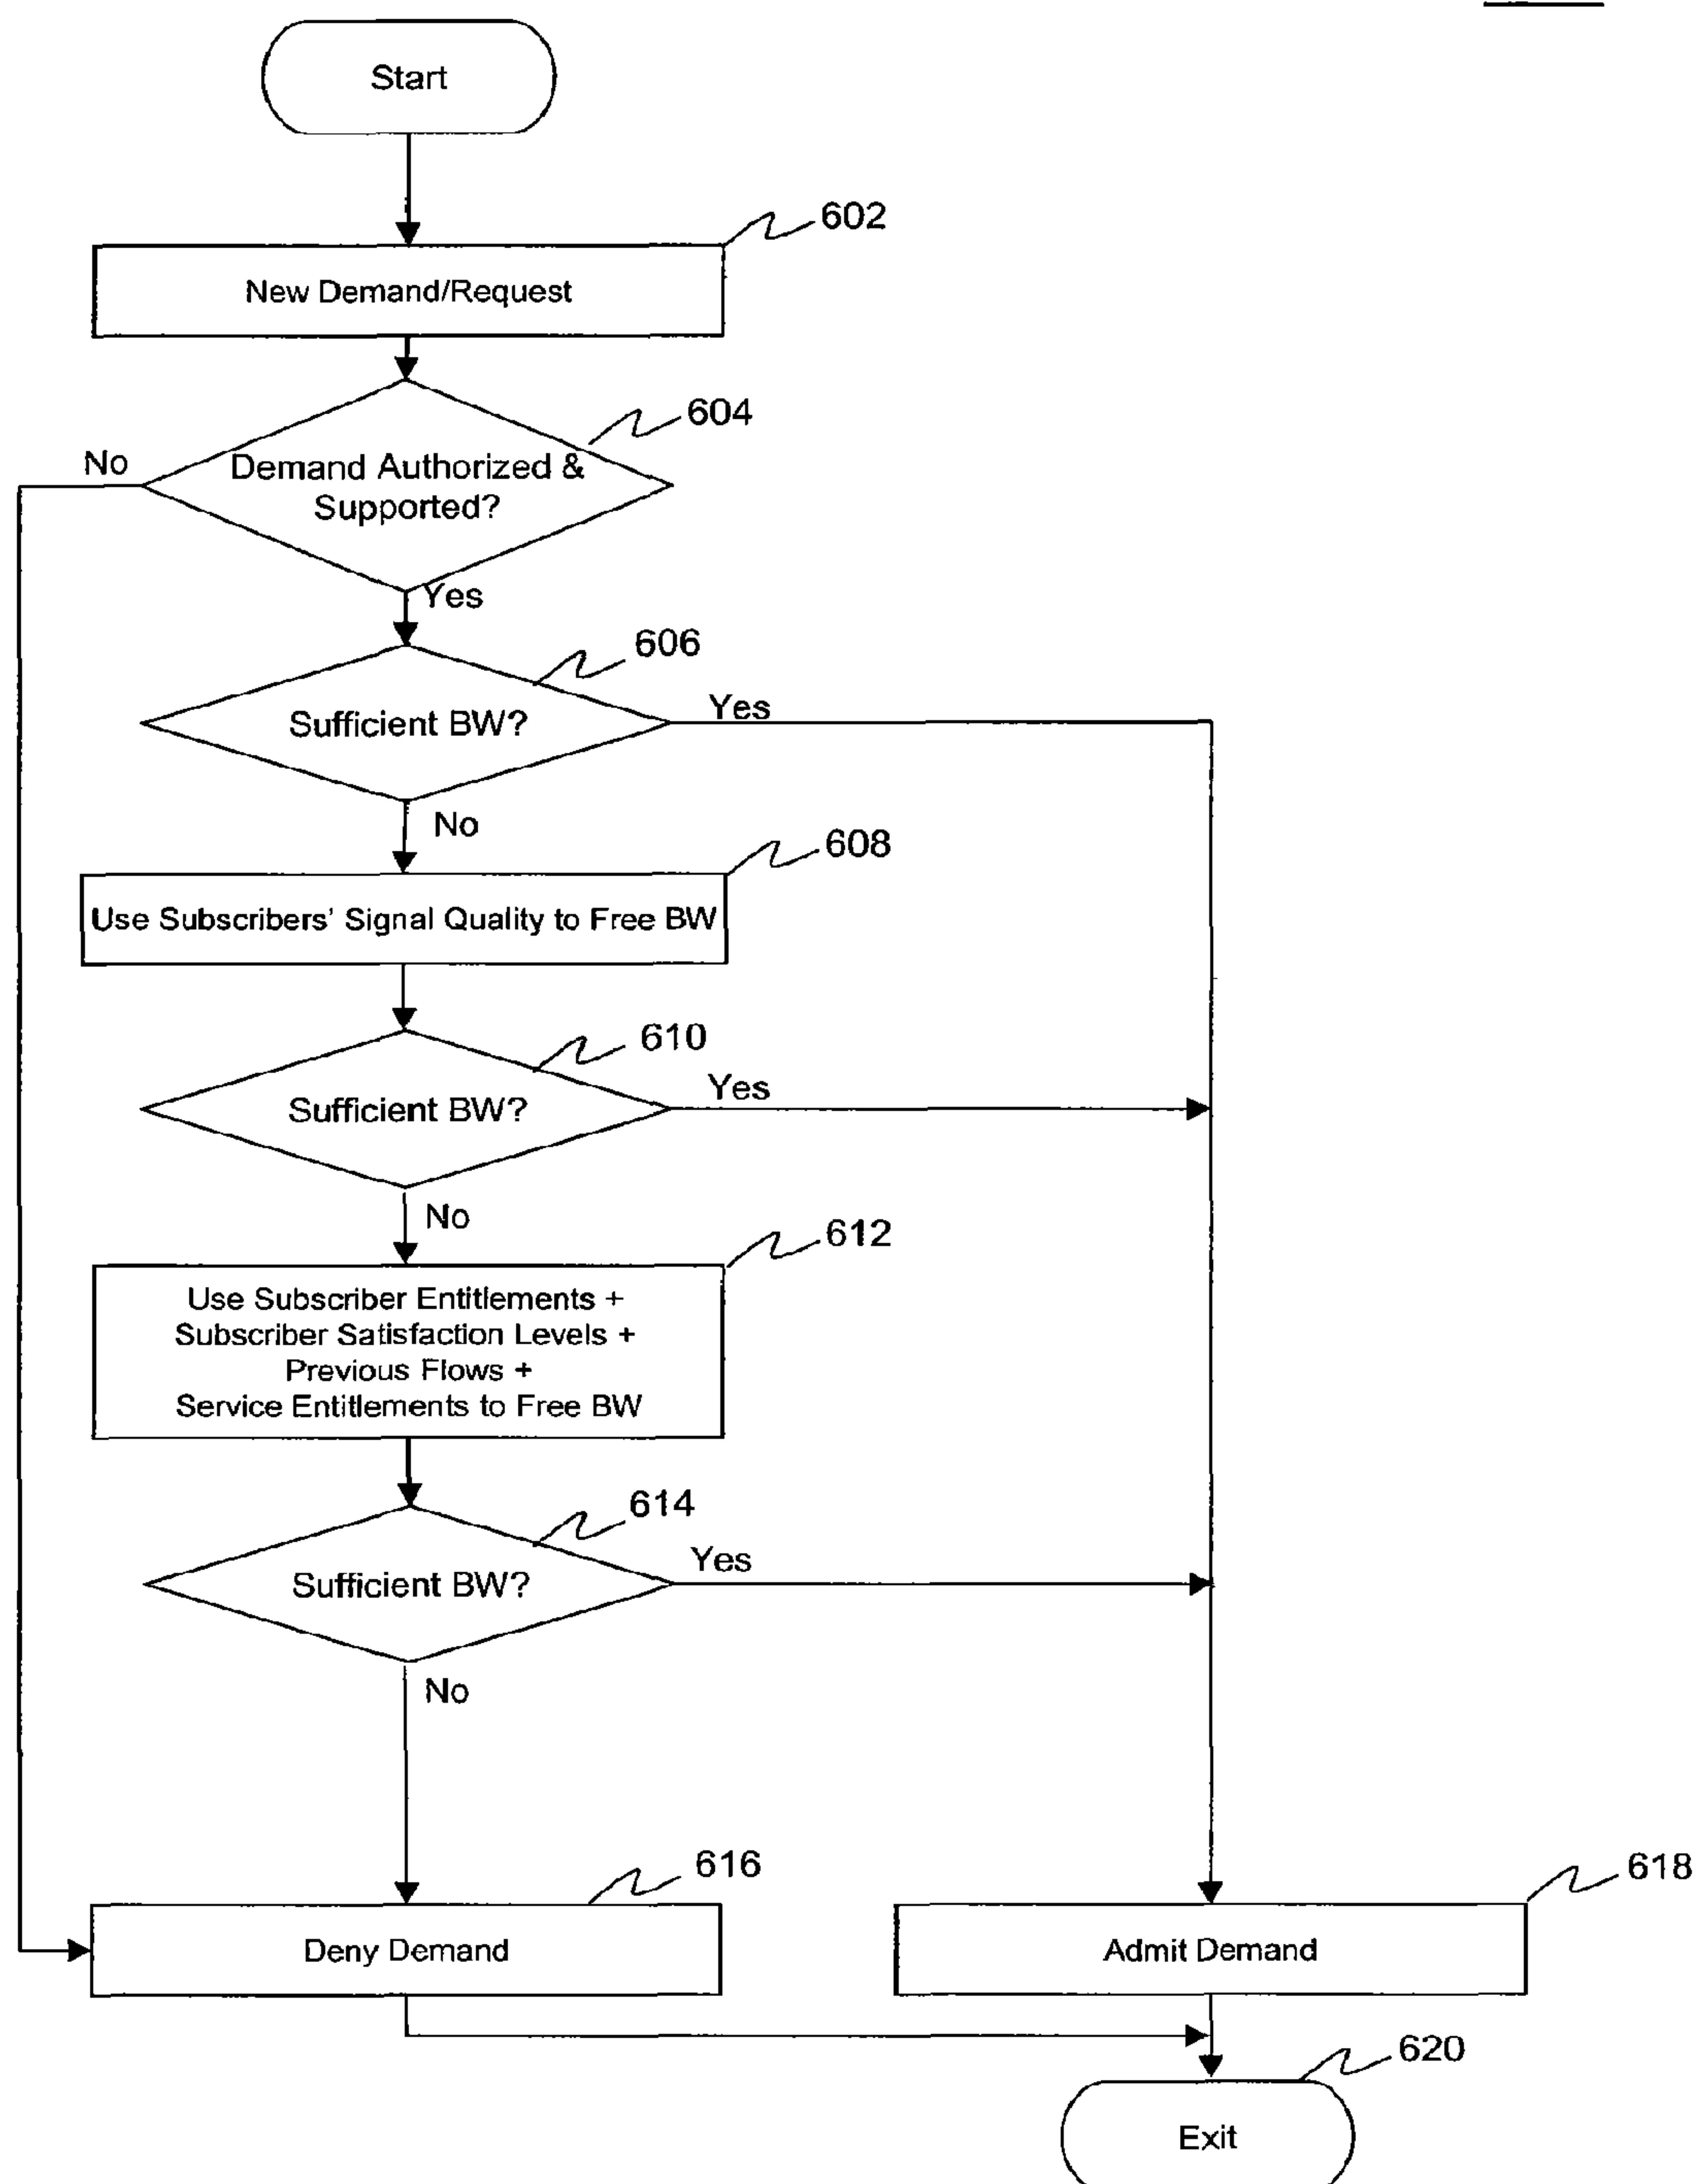 Start
602
New Demand/Request
604
No
Demand Authorized &
Supported?
Yes
606
Sufficient BW?
Yes
No
608
Use Subscribers' Signal Quality to Free BW
610
Sufficient BW?
Yes
No
612
Use Subscriber Entitlements +
Subscriber Satisfaction Levels +
Previous Flows +
Service Entitlements to Free BW
614
Sufficient BW?
Yes
No
616
618
Deny Demand
Admit Demand
620
Exit